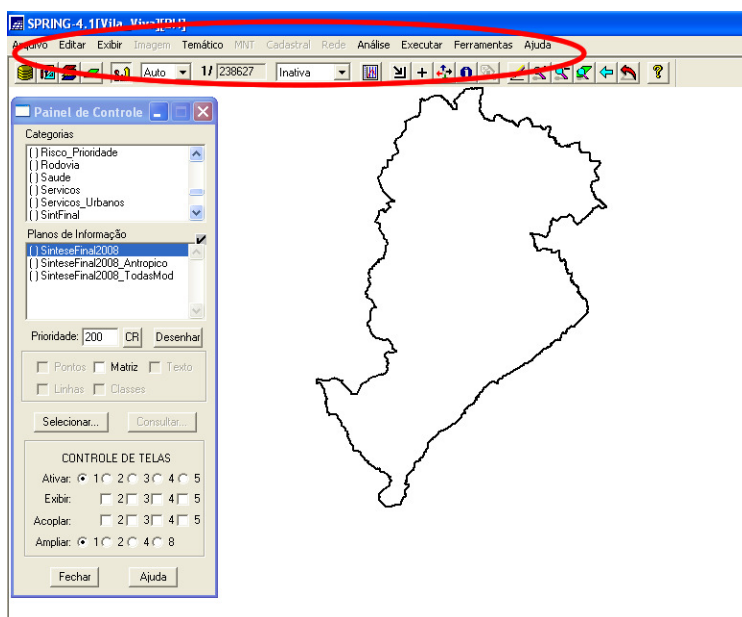 SPRING-4.1[Vila_Viva][BH]
Arquivo Editar Exibir Imagem Temático MNT Cadastral Rede Análise Executar Ferramentas Ajuda
Auto 1/ 238627 Inativa
Painel de Controle
Categorias
( ) Risco_Prioridade
( ) Rodovia
( ) Saude
( ) Servicos
( ) Servicos_Urbanos
( ) SintFinal
Planos de Informação
( ) SinteseFinal2008
( ) SinteseFinal2008_Antropico
( ) SinteseFinal2008_TodasMod
Prioridade: 200 CR Desenhar
Pontos Matriz Texto
Linhas Classes
Selecionar... Consultar...
CONTROLE DE TELAS
Ativar: 1 2 3 4 5
Exibir: 2 3 4 5
Acoplar: 2 3 4 5
Ampliar: 1 2 4 8
Fechar Ajuda